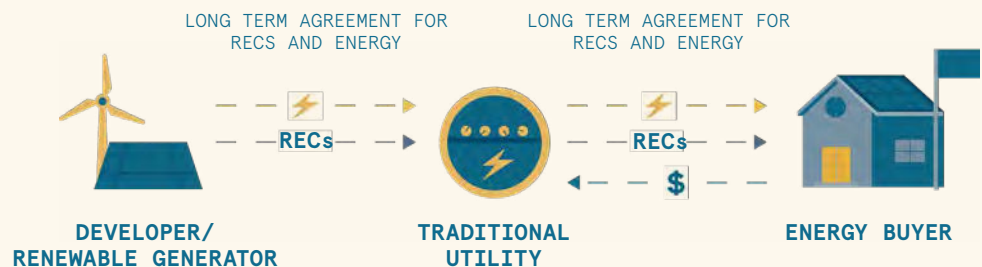 LONG TERM AGREEMENT FOR
RECS AND ENERGY
LONG TERM AGREEMENT FOR
RECS AND ENERGY
RECs
RECs
$
DEVELOPER/
RENEWABLE GENERATOR
TRADITIONAL
UTILITY
ENERGY BUYER